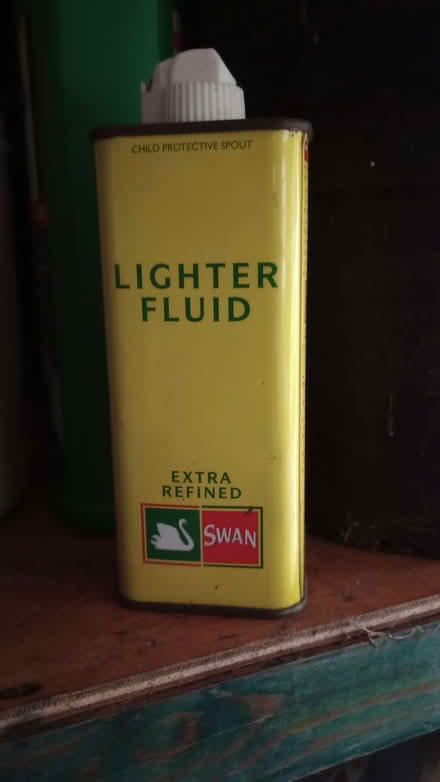 CHILD PROTECTIVE SPOUT
LIGHTER
FLUID
EXTRA
REFINED
SWAN